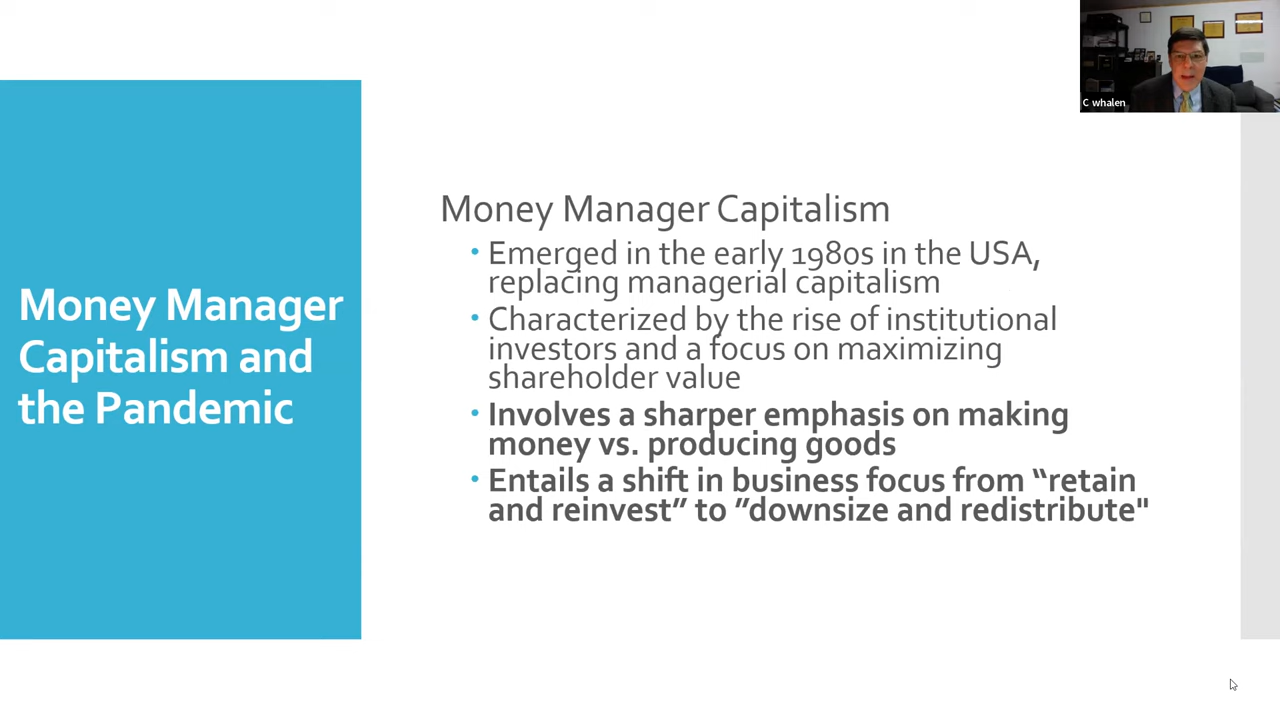 C whalen
Money Manager
Capitalism and
the Pandemic
Money Manager Capitalism
• Emerged in the early 1980s in the USA,
replacing managerial capitalism
• Characterized by the rise of institutional
investors and a focus on maximizing
shareholder value
• Involves a sharper emphasis on making
money vs. producing goods
• Entails a shift in business focus from “retain
and reinvest” to ”downsize and redistribute"